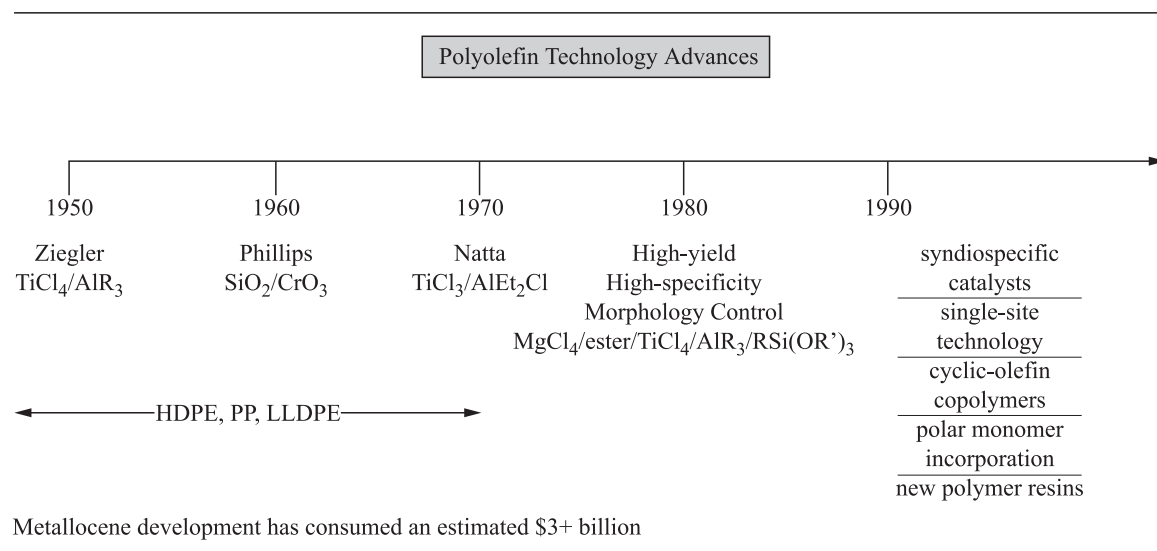 Polyolefin Technology Advances
1950 1960 1970 1980 1990
Ziegler
TiCl₄/AlR₃
Phillips
SiO₂/CrO₃
Natta
TiCl₃/AlEt₂Cl
High-yield
High-specificity
Morphology Control
MgCl₄/ester/TiCl₄/AlR₃/RSi(OR’)₃
syndiospecific
catalysts
single-site
technology
cyclic-olefin
copolymers
polar monomer
incorporation
new polymer resins
HDPE, PP, LLDPE
Metallocene development has consumed an estimated $3+ billion